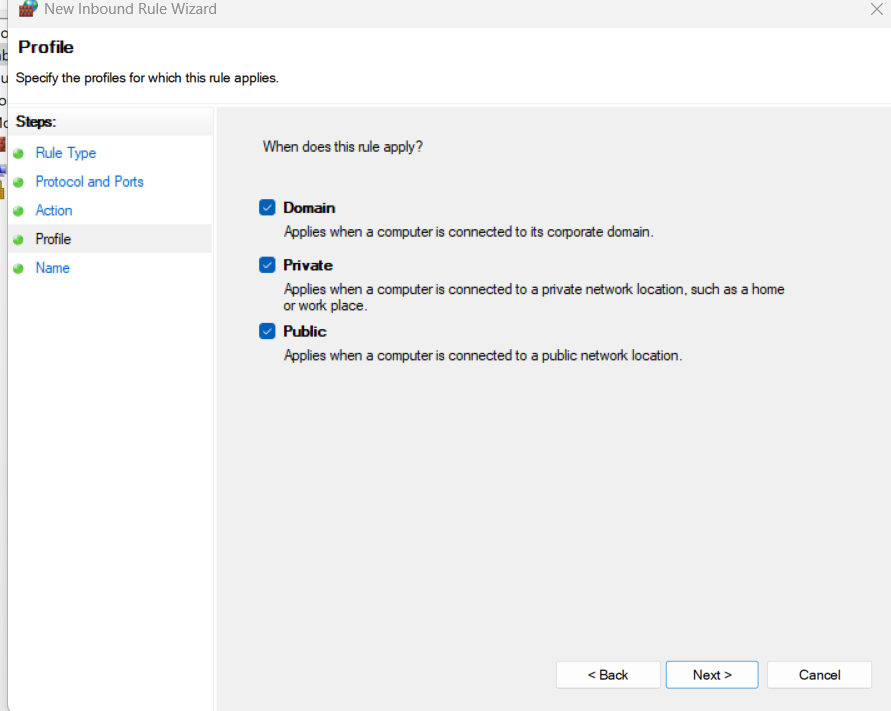 New Inbound Rule Wizard
Profile
Specify the profiles for which this rule applies.
Steps:
Rule Type
Protocol and Ports
Action
Profile
Name
When does this rule apply?
Domain
Applies when a computer is connected to its corporate domain.
Private
Applies when a computer is connected to a private network location, such as a home
or work place.
Public
Applies when a computer is connected to a public network location.
< Back
Next >
Cancel